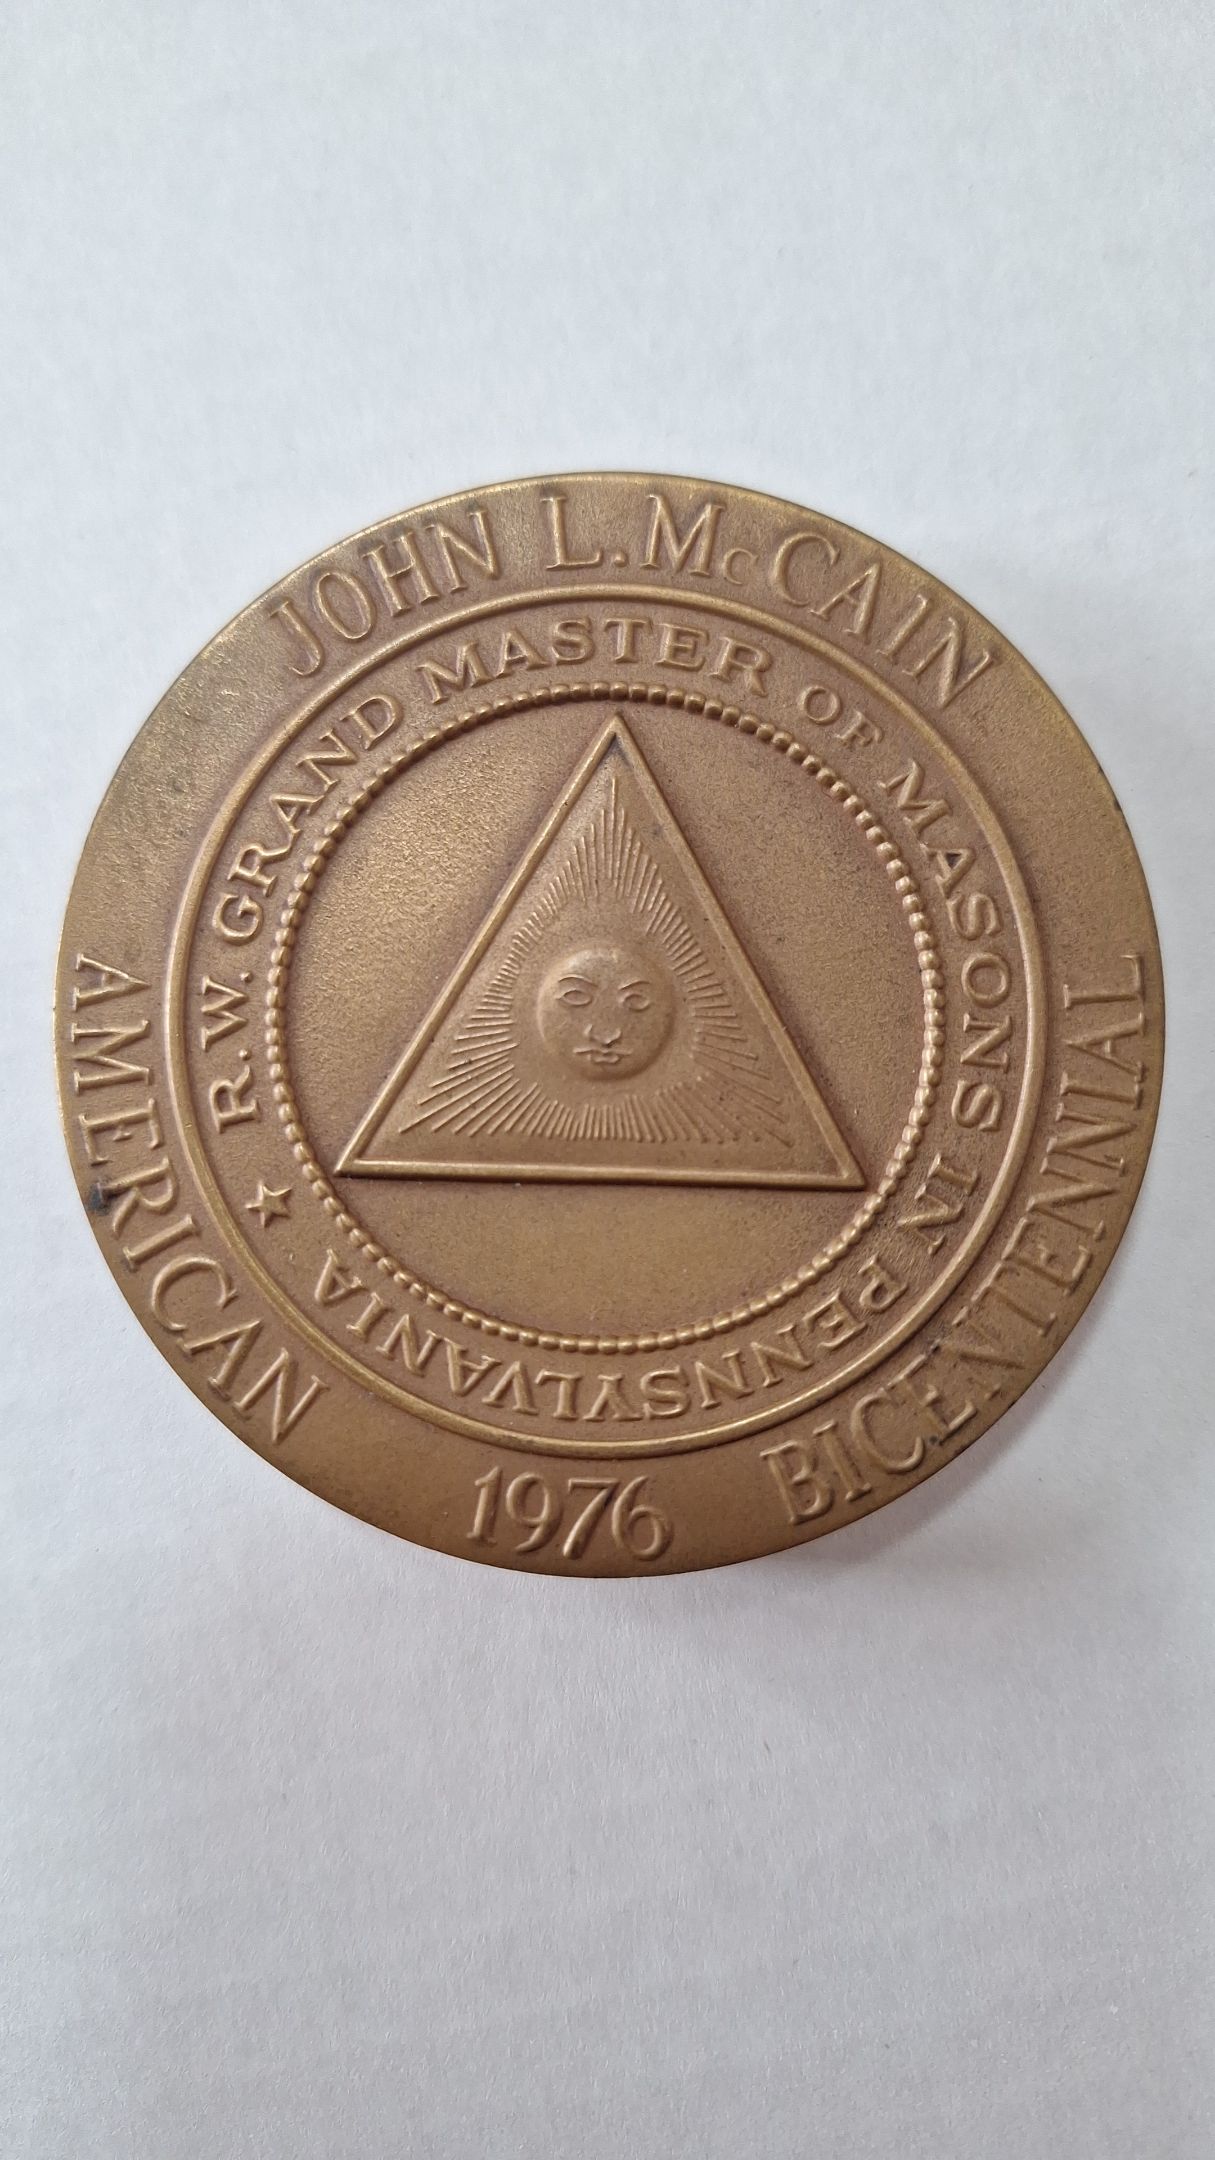 JOHN L. McCAIN
AMERICAN
BICENTENNIAL
1976
R.W. GRAND MASTER OF MASONS IN PENNSYLVANIA ★